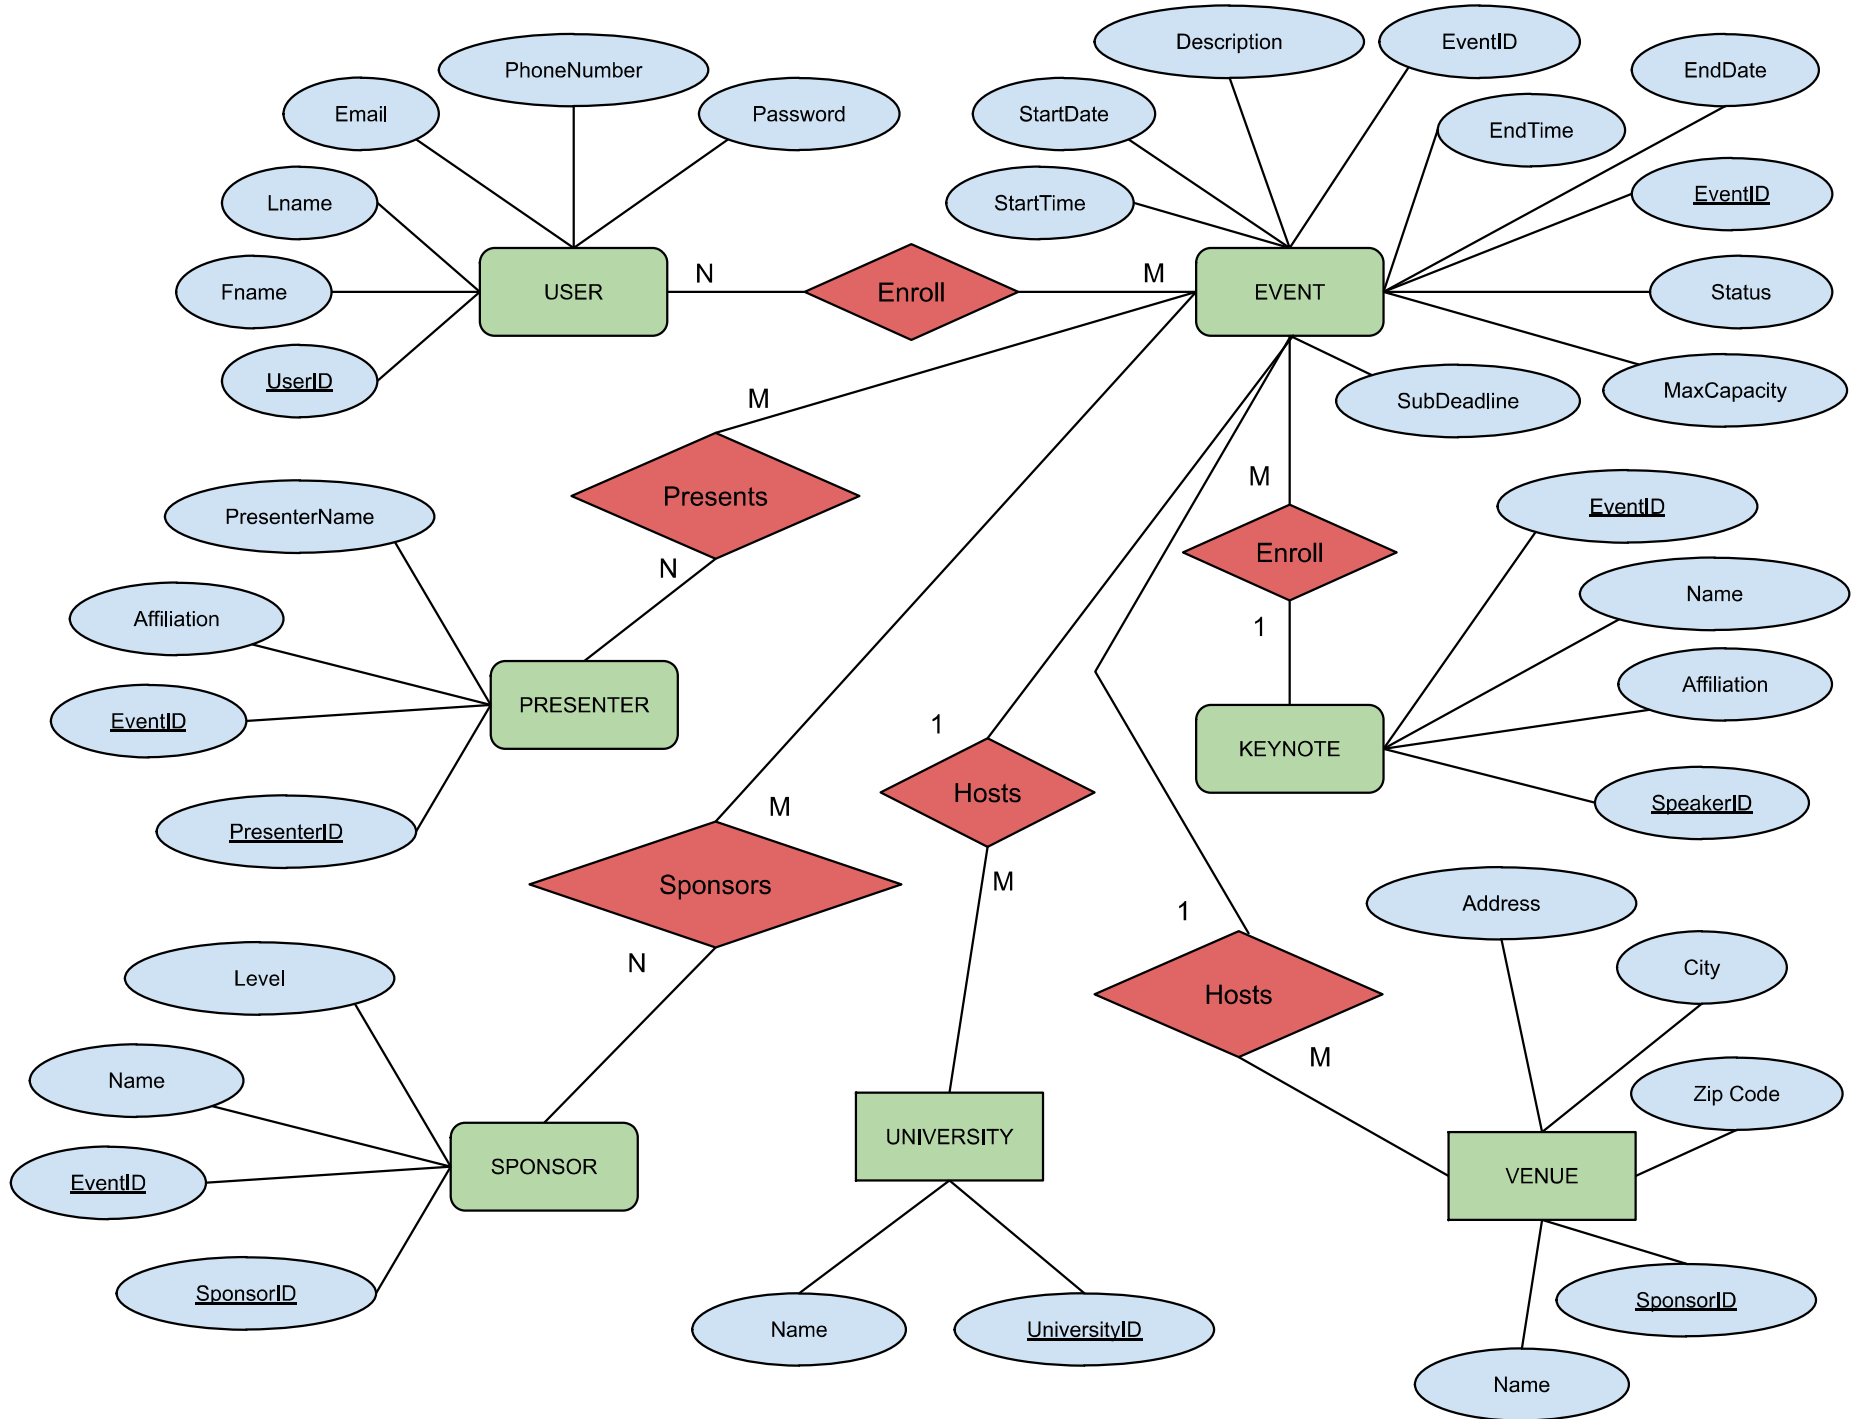 Description
EventID
PhoneNumber
EndDate
Email
Password
StartDate
EndTime
Lname
StartTime
EventID
N
M
Fname
USER
Enroll
EVENT
Status
UserID
M
SubDeadline
MaxCapacity
M
Presents
EventID
PresenterName
Enroll
N
Name
Affiliation
1
Affiliation
PRESENTER
EventID
1
KEYNOTE
Hosts
SpeakerID
M
PresenterID
M
Sponsors
Address
1
N
City
Level
Hosts
M
Name
Zip Code
UNIVERSITY
SPONSOR
VENUE
EventID
SponsorID
SponsorID
Name
UniversityID
Name